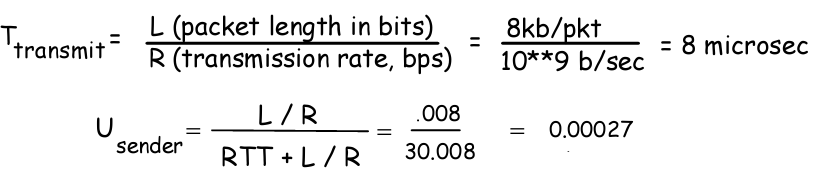 T transmit = L (packet length in bits) / R (transmission rate, bps) = 8kb/pkt / 10**9 b/sec = 8 microsec
U sender = L / R / RTT + L / R = .008 / 30.008 = 0.00027